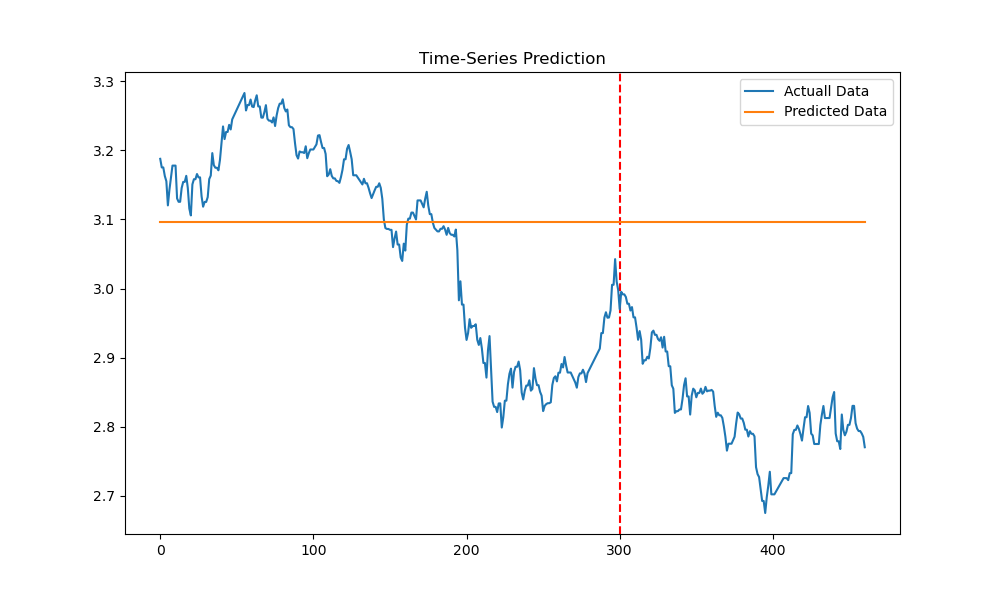 Time-Series Prediction
Actuall Data
Predicted Data
3.3
3.2
3.1
3.0
2.9
2.8
2.7
0 100 200 300 400